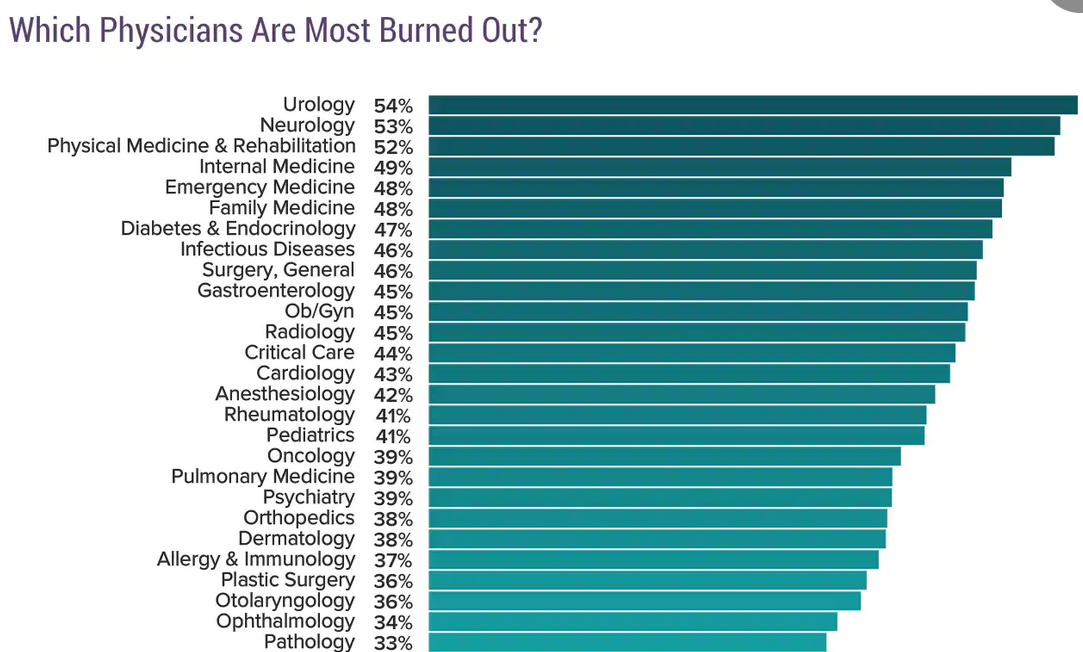 Which Physicians Are Most Burned Out?
Urology 54%
Neurology 53%
Physical Medicine & Rehabilitation 52%
Internal Medicine 49%
Emergency Medicine 48%
Family Medicine 48%
Diabetes & Endocrinology 47%
Infectious Diseases 46%
Surgery, General 46%
Gastroenterology 45%
Ob/Gyn 45%
Radiology 45%
Critical Care 44%
Cardiology 43%
Anesthesiology 42%
Rheumatology 41%
Pediatrics 41%
Oncology 39%
Pulmonary Medicine 39%
Psychiatry 39%
Orthopedics 38%
Dermatology 38%
Allergy & Immunology 37%
Plastic Surgery 36%
Otolaryngology 36%
Ophthalmology 34%
Pathology 33%